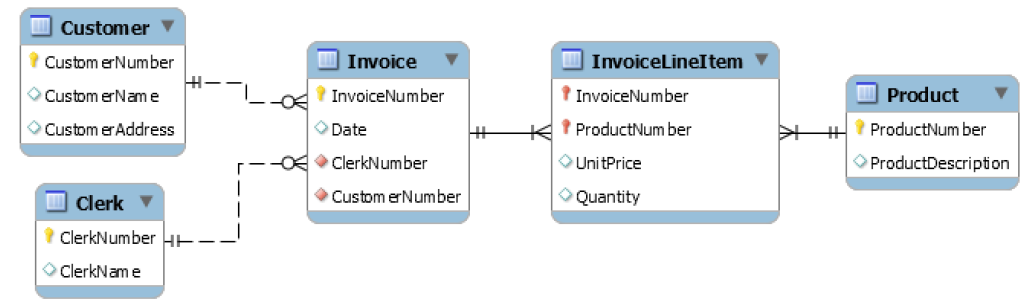 Customer
CustomerNumber
CustomerName
CustomerAddress
Clerk
ClerkNumber
ClerkName
Invoice
InvoiceNumber
Date
ClerkNumber
CustomerNumber
InvoiceLineItem
InvoiceNumber
ProductNumber
UnitPrice
Quantity
Product
ProductNumber
ProductDescription